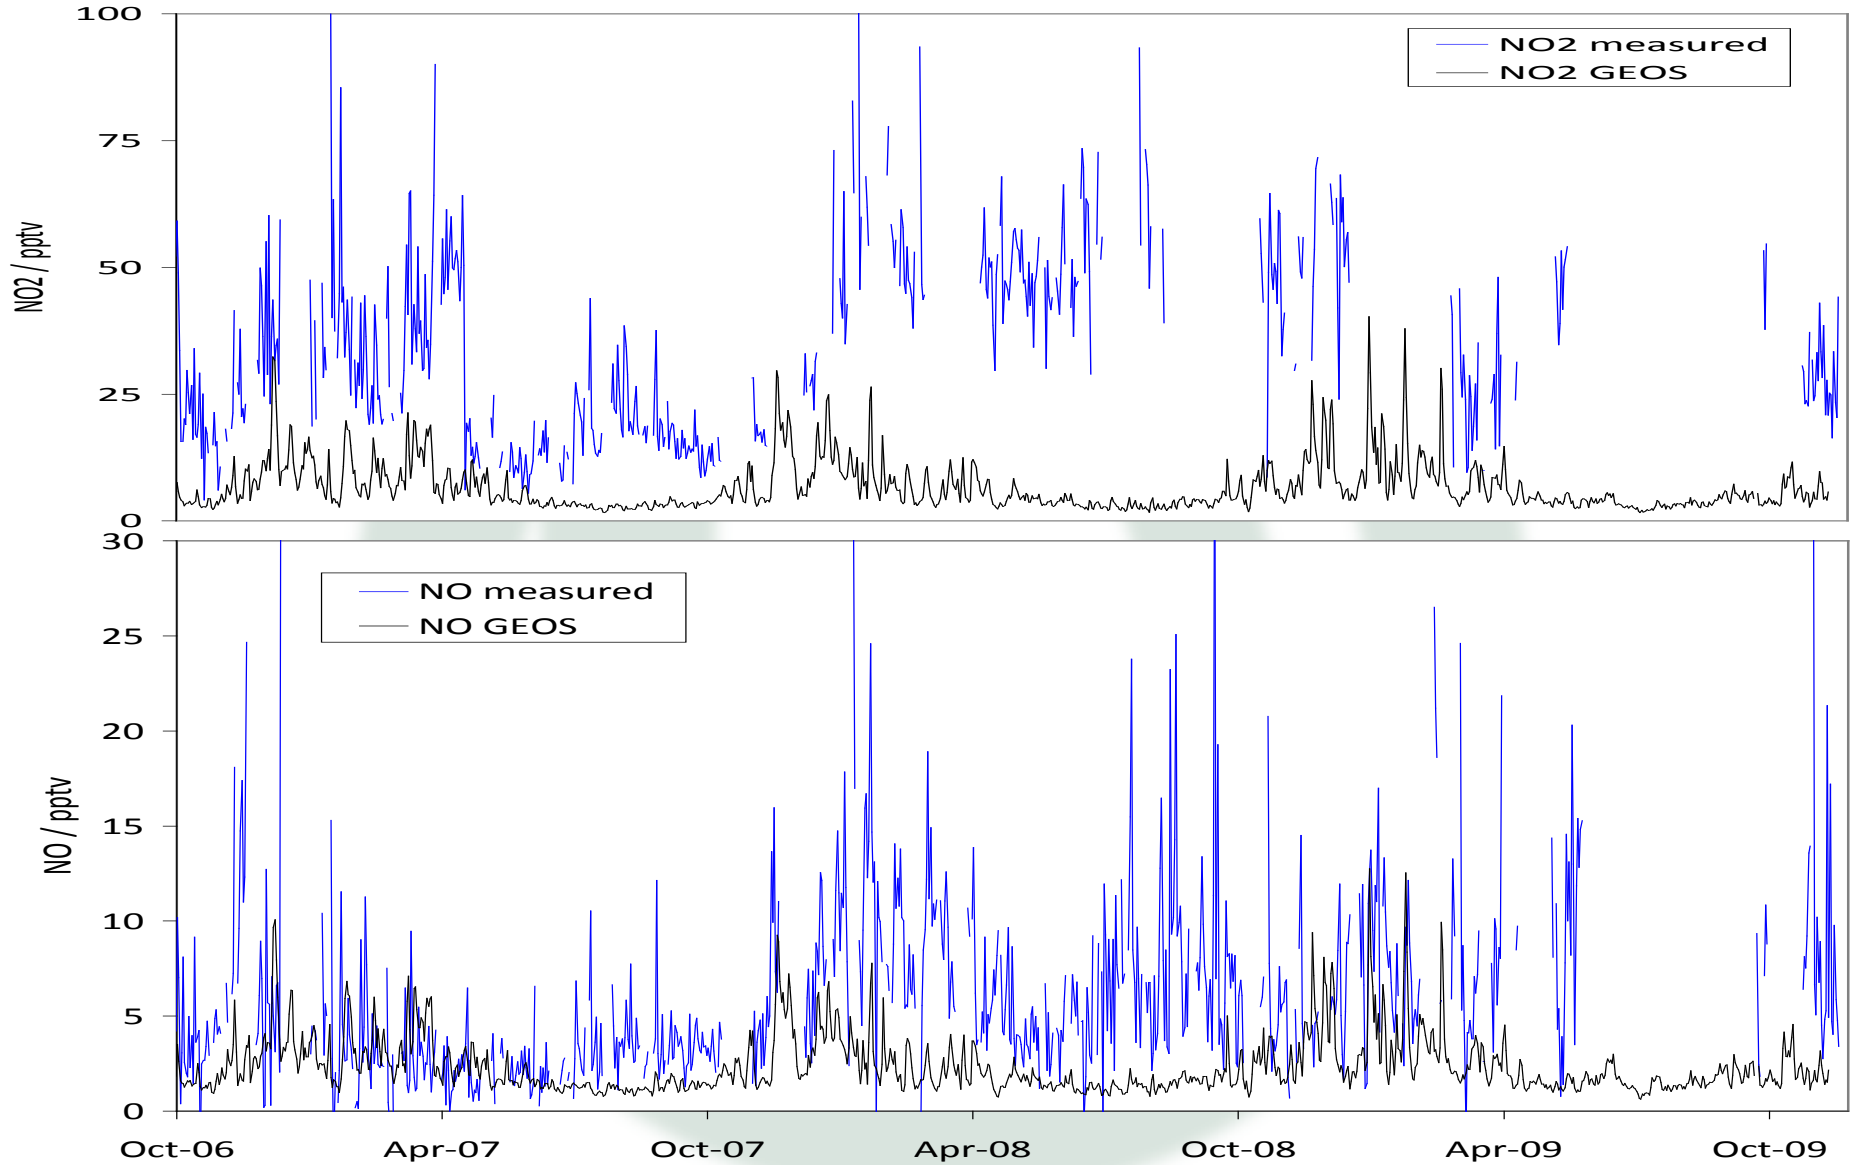 100
75
50
25
0
NO2 / pptv
NO2 measured
NO2 GEOS
30
25
20
15
10
5
0
NO / pptv
NO measured
NO GEOS
Oct-06 Apr-07 Oct-07 Apr-08 Oct-08 Apr-09 Oct-09